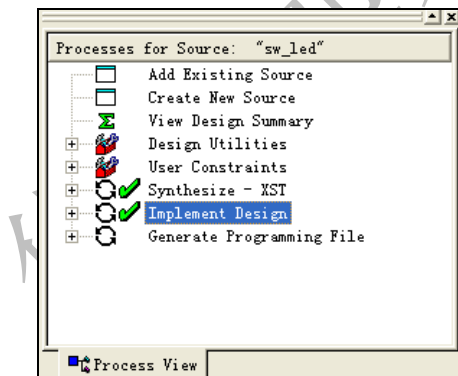 Processes for Source: "sw_led"
Add Existing Source
Create New Source
View Design Summary
Design Utilities
User Constraints
Synthesize - XST
Implement Design
Generate Programming File
Process View